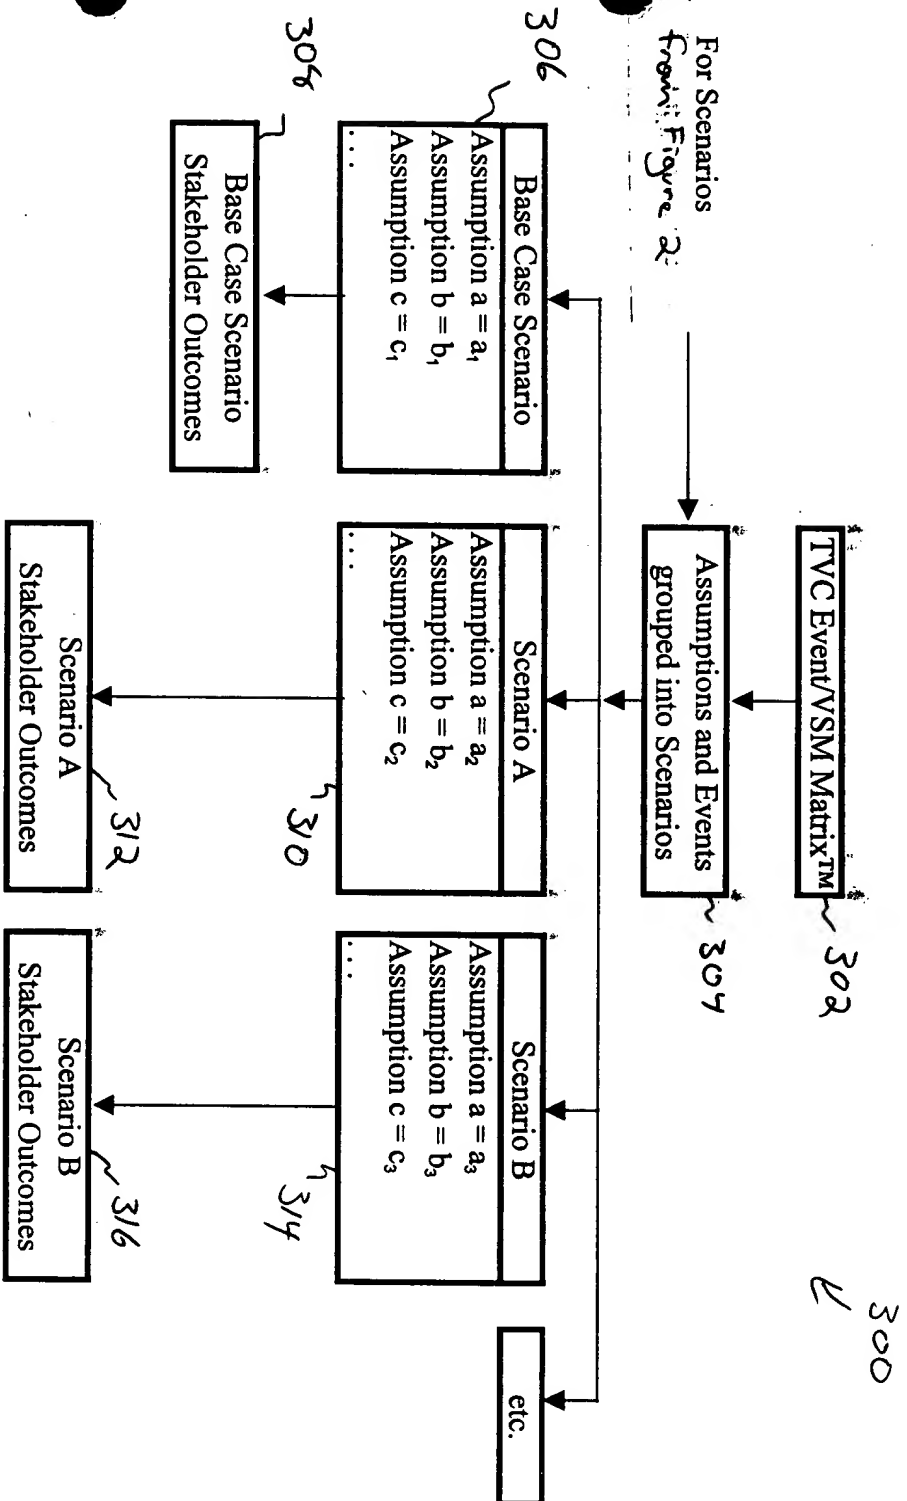 300
TVC Event/VSM Matrix™
302
For Scenarios
from Figure 2
Assumptions and Events
grouped into Scenarios
304
306
Base Case Scenario
Assumption a = a₁
Assumption b = b₁
Assumption c = c₁
...
Scenario A
Assumption a = a₂
Assumption b = b₂
Assumption c = c₂
...
310
Scenario B
Assumption a = a₃
Assumption b = b₃
Assumption c = c₃
...
314
etc.
308
Base Case Scenario
Stakeholder Outcomes
Scenario A
Stakeholder Outcomes
312
Scenario B
Stakeholder Outcomes
316